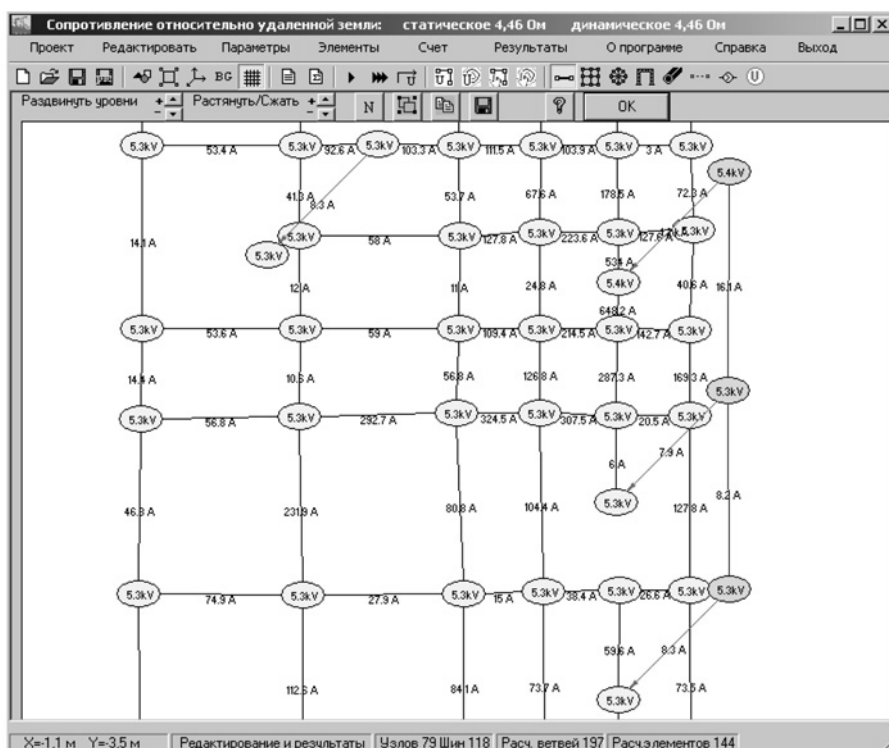 Сопротивление относительно удаленной земли: статическое 4,46 Ом динамическое 4,46 Ом
Проект Редактировать Параметры Элементы Счет Результаты О программе Справка Выход
BG U
Раздвинуть уровни + - Растянуть/Сжать + - N ? OK
5.3kV 53.4 A 5.3kV 92.6 A 5.3kV 103.3 A 5.3kV 111.5 A 5.3kV 103.9 A 5.3kV 3 A 5.3kV
5.4kV
41.3 A 8.3 A 53.7 A 67.6 A 178.5 A 72.3 A
14.1 A 5.3kV 58 A 5.3kV 127.8 A 5.3kV 223.6 A 5.3kV 127.6 5.3kV
5.3kV 534 A
12 A 11 A 24.8 A 5.4kV 40.6 A 16.1 A
648.2 A
5.3kV 53.6 A 5.3kV 59 A 5.3kV 109.4 A 5.3kV 214.5 A 5.3kV 142.7 A 5.3kV
14.4 A 10.6 A 56.8 A 126.8 A 287.3 A 169.3 A
5.3kV
5.3kV 56.8 A 5.3kV 292.7 A 5.3kV 324.5 A 5.3kV 307.5 A 5.3kV 20.5 A 5.3kV
6 A 7.9 A
46.8 A 231.9 A 80.8 A 104.4 A 5.3kV 127.8 A 8.2 A
5.3kV 74.9 A 5.3kV 27.9 A 5.3kV 15 A 5.3kV 38.4 A 5.3kV 26.6 A 5.3kV 5.3kV
59.6 A 8.3 A
112.6 A 84.1 A 73.7 A 5.3kV 73.5 A
X=-1,1 м Y=-3,5 м Редактирование и результаты Узлов 79 Шин 118 Расч. ветвей 197 Расч.элементов 144